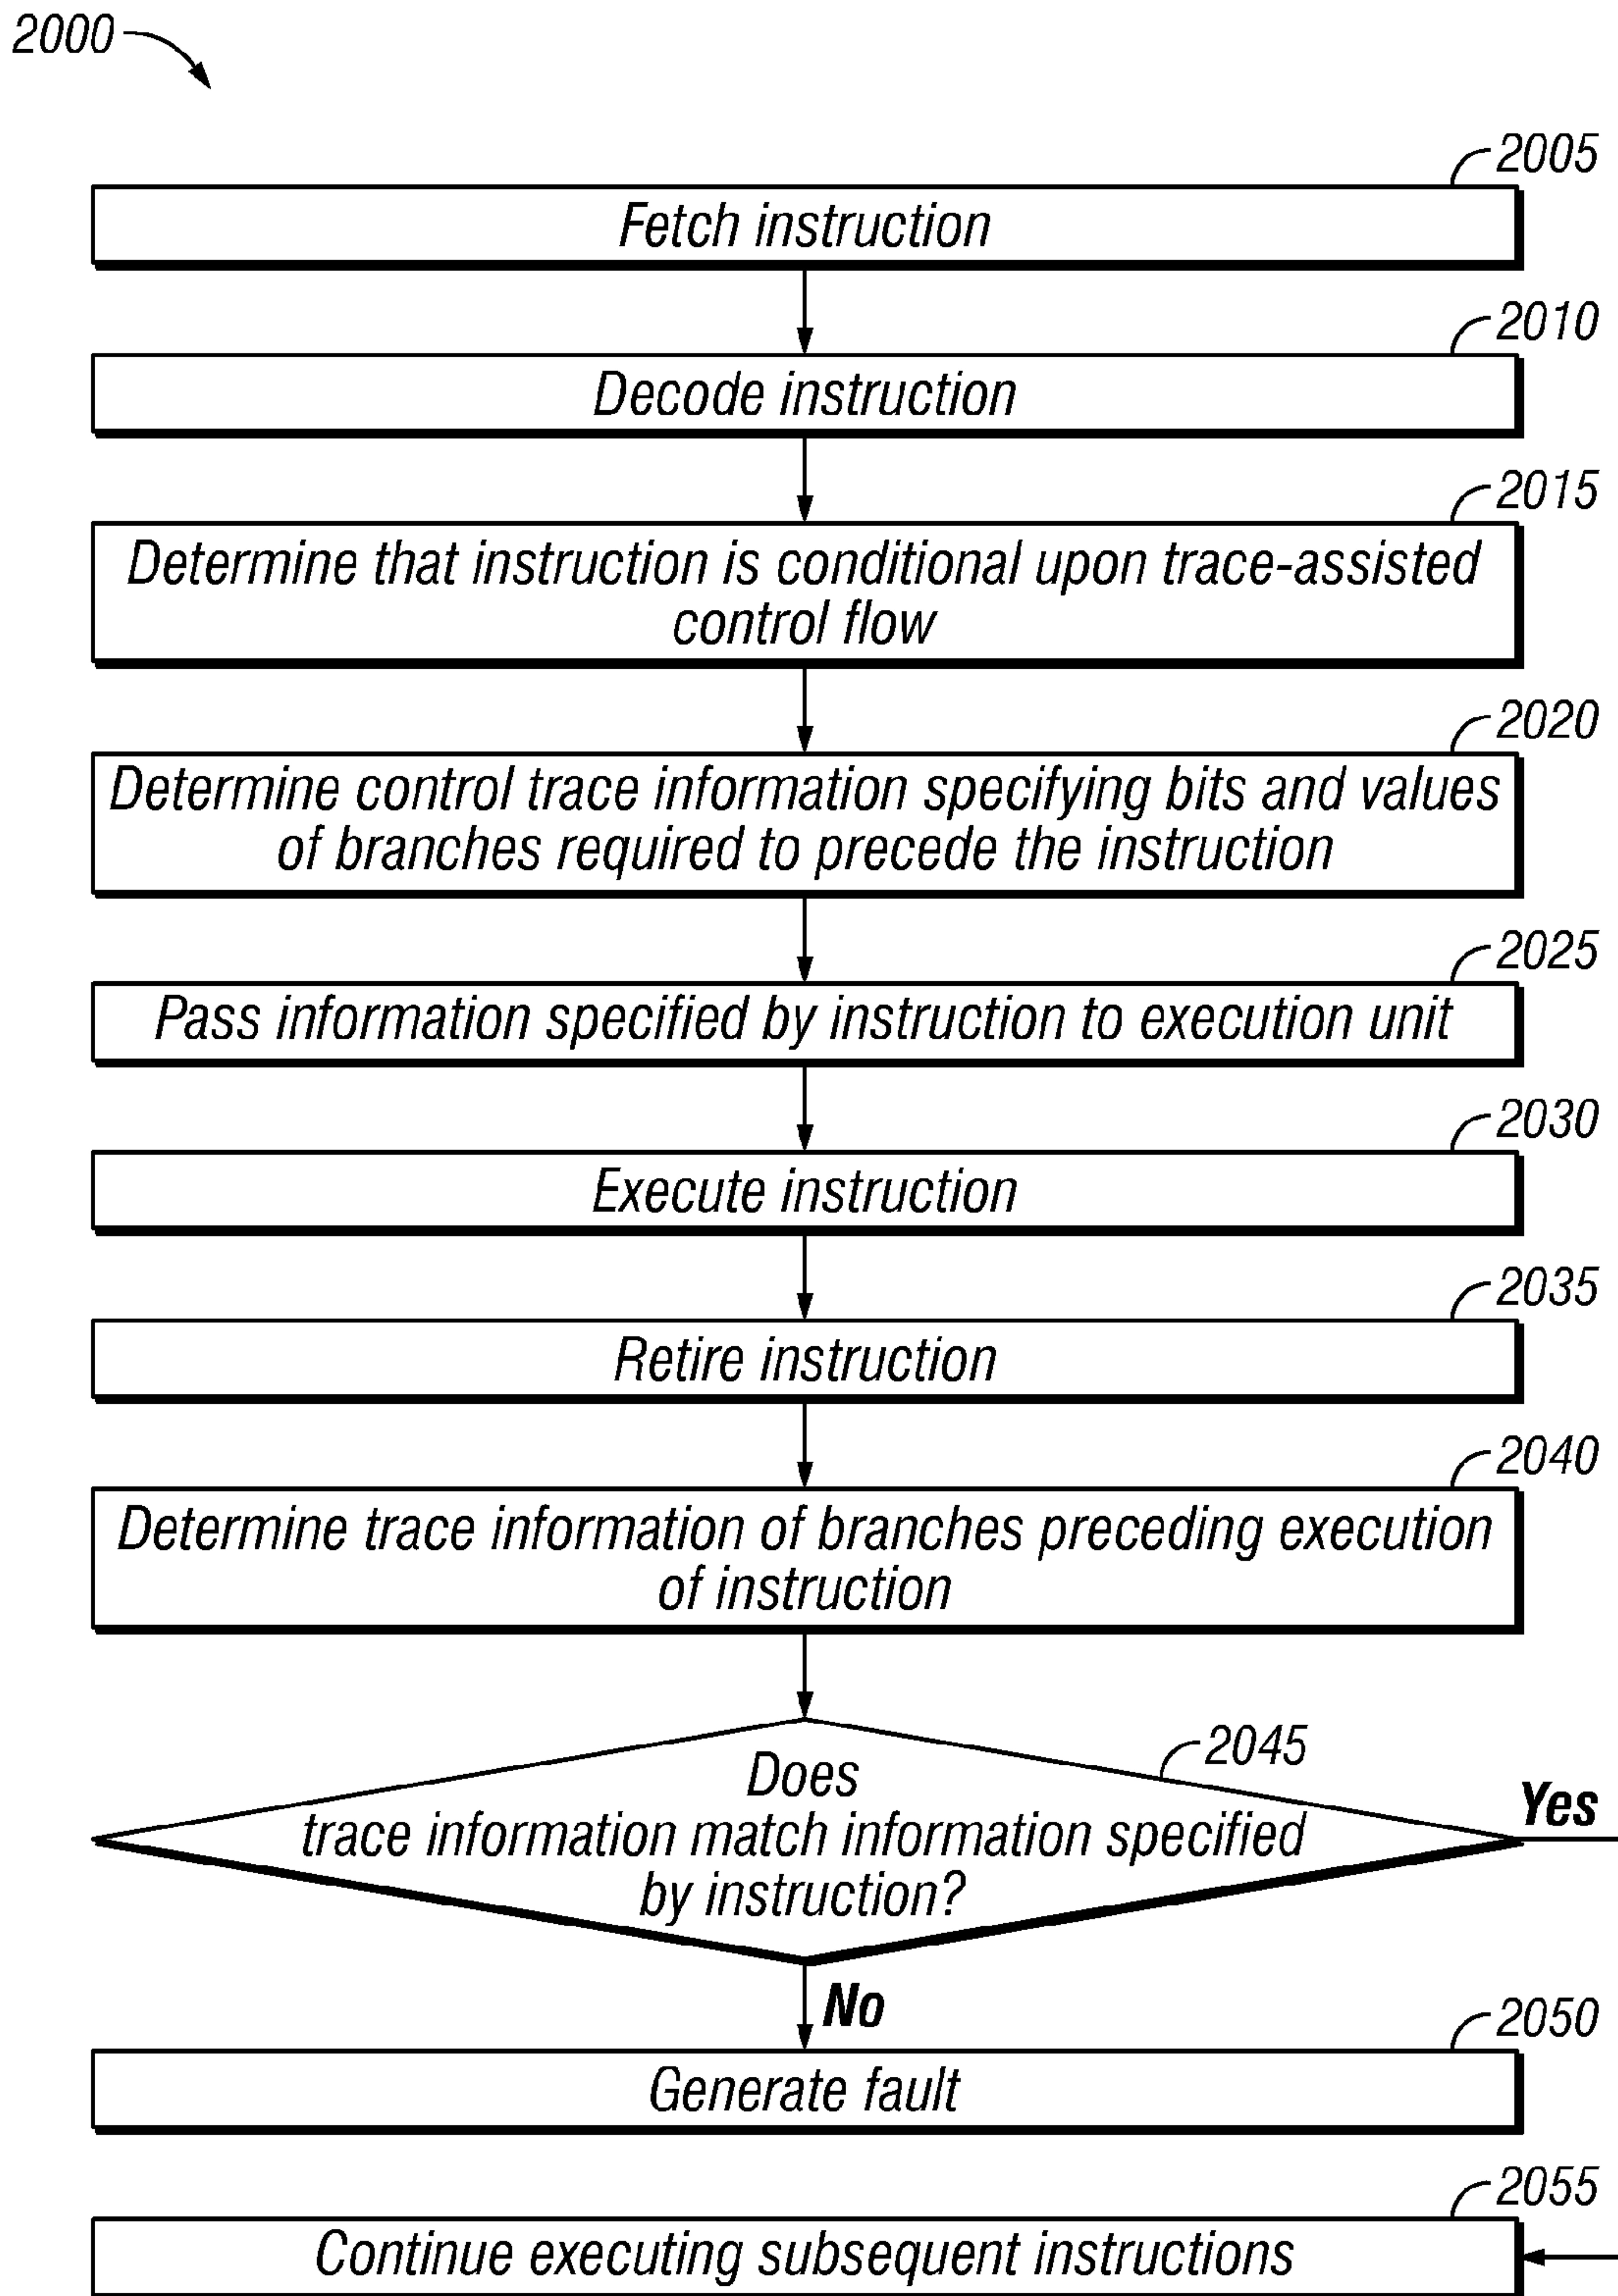 2000
2005
Fetch instruction
2010
Decode instruction
2015
Determine that instruction is conditional upon trace-assisted
control flow
2020
Determine control trace information specifying bits and values
of branches required to precede the instruction
2025
Pass information specified by instruction to execution unit
2030
Execute instruction
2035
Retire instruction
2040
Determine trace information of branches preceding execution
of instruction
2045
Does
trace information match information specified
by instruction?
Yes
No
2050
Generate fault
2055
Continue executing subsequent instructions